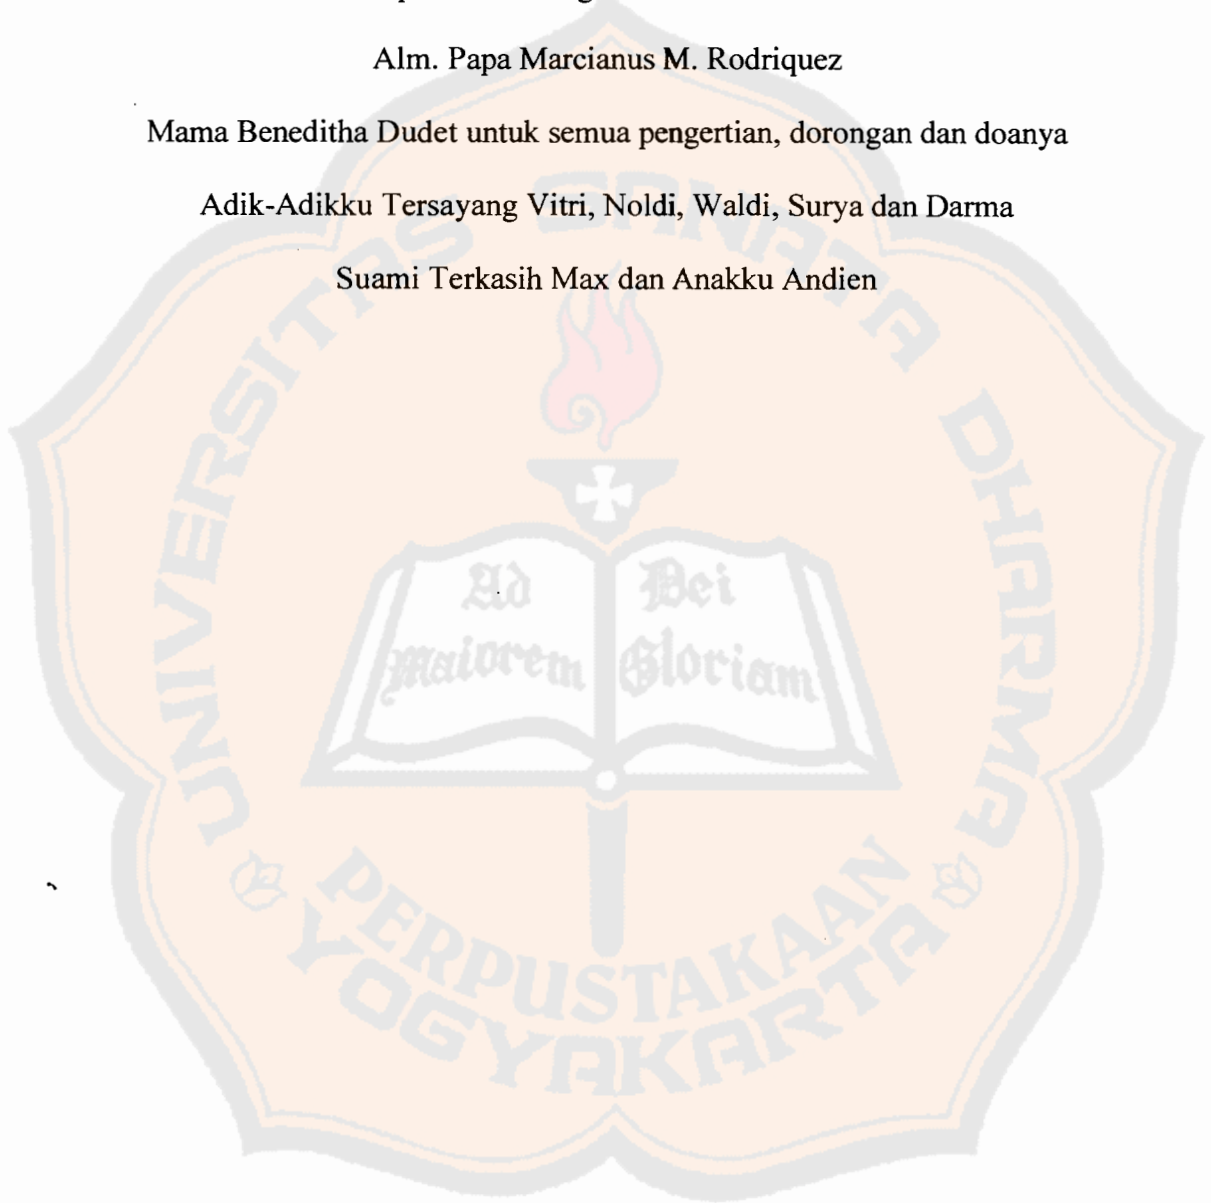 Alm. Papa Marcianus M. Rodriquez
Mama Beneditha Dudet untuk semua pengertian, dorongan dan doanya
Adik-Adikku Tersayang Vitri, Noldi, Waldi, Surya dan Darma
Suami Terkasih Max dan Anakku Andien
UNIVERSITAS SANATA DHARMA
Ad Dei
maiorem Gloriam
PERPUSTAKAAN
YOGYAKARTA